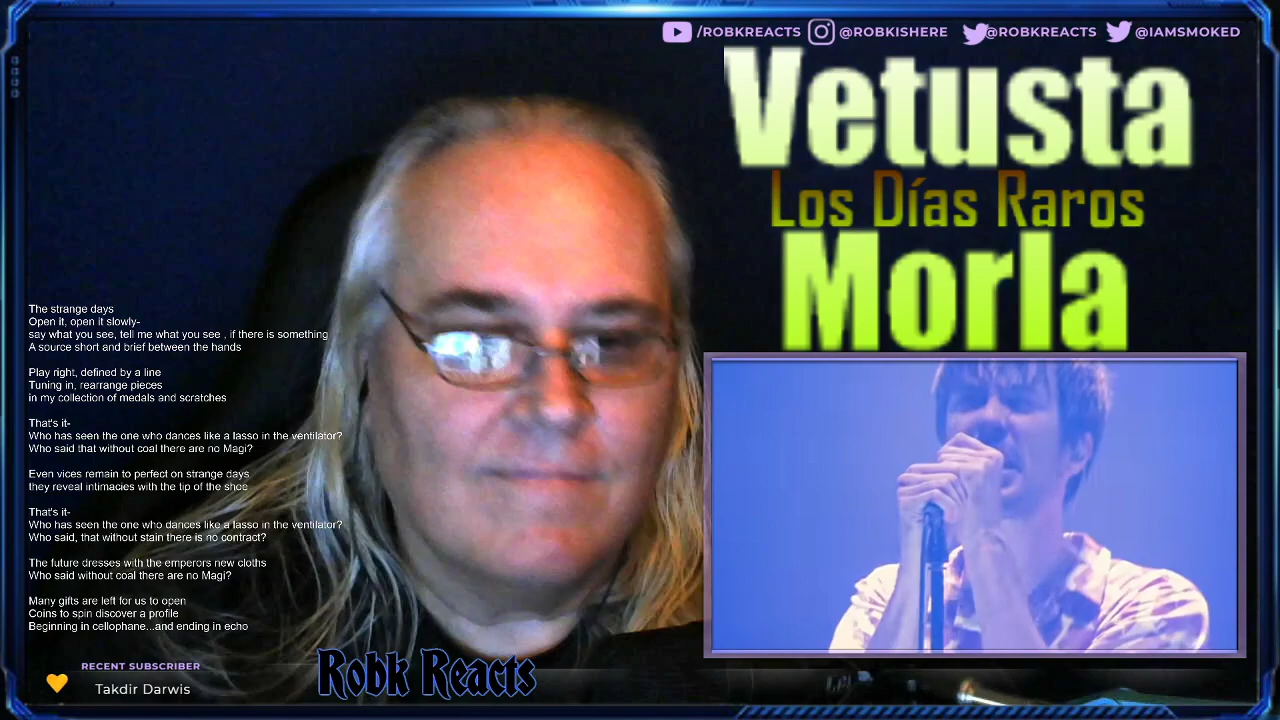 /ROBKREACTS @ROBKISHERE @ROBKREACTS @IAMSMOKED
Vetusta
Los Días Raros
Morla
The strange days
Open it, open it slowly-
say what you see, tell me what you see , if there is something
A source short and brief between the hands
Play right, defined by a line
Tuning in, rearrange pieces
in my collection of medals and scratches
That's it-
Who has seen the one who dances like a lasso in the ventilator?
Who said that without coal there are no Magi?
Even vices remain to perfect on strange days
they reveal intimacies with the tip of the shoe
That's it-
Who has seen the one who dances like a lasso in the ventilator?
Who said, that without stain there is no contract?
The future dresses with the emperors new cloths
Who said without coal there are no Magi?
Many gifts are left for us to open
Coins to spin discover a profile
Beginning in cellophane...and ending in echo
RECENT SUBSCRIBER
Takdir Darwis
Robk Reacts